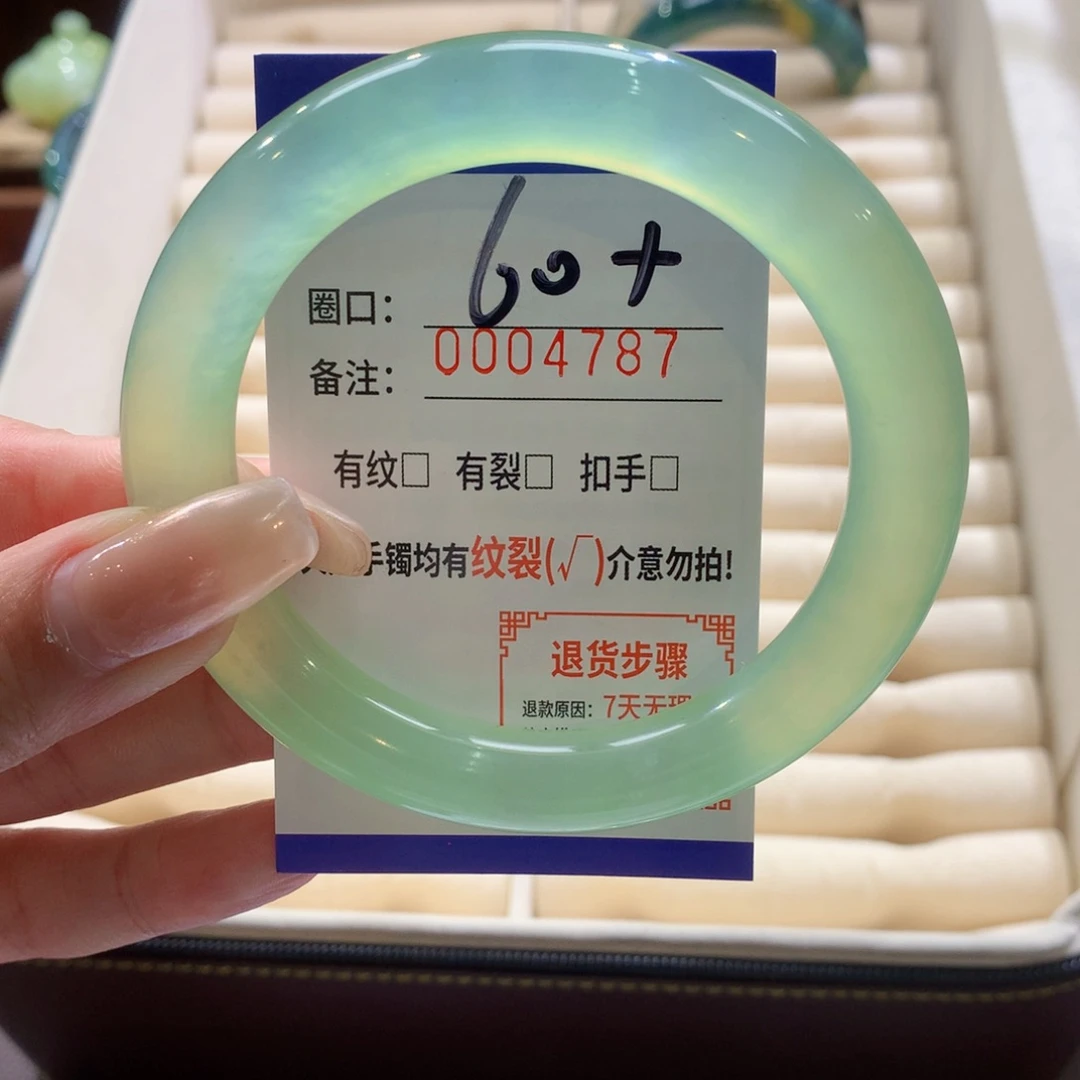 圈口: 60+
备注: 0004787
有纹□ 有裂□ 扣手□
手镯均有纹裂(√)介意勿拍!
退货步骤
退款原因: 7天无理